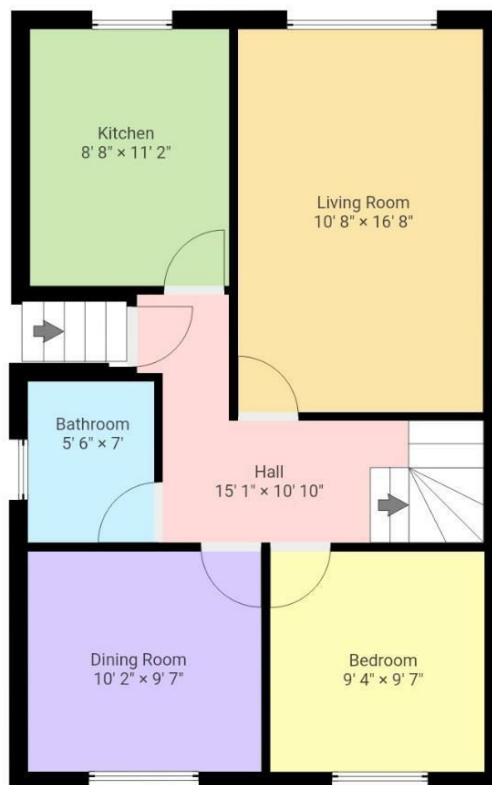 Kitchen
8' 8" × 11' 2"
Living Room
10' 8" × 16' 8"
Bathroom
5' 6" × 7'
Hall
15' 1" × 10' 10"
Dining Room
10' 2" × 9' 7"
Bedroom
9' 4" × 9' 7"